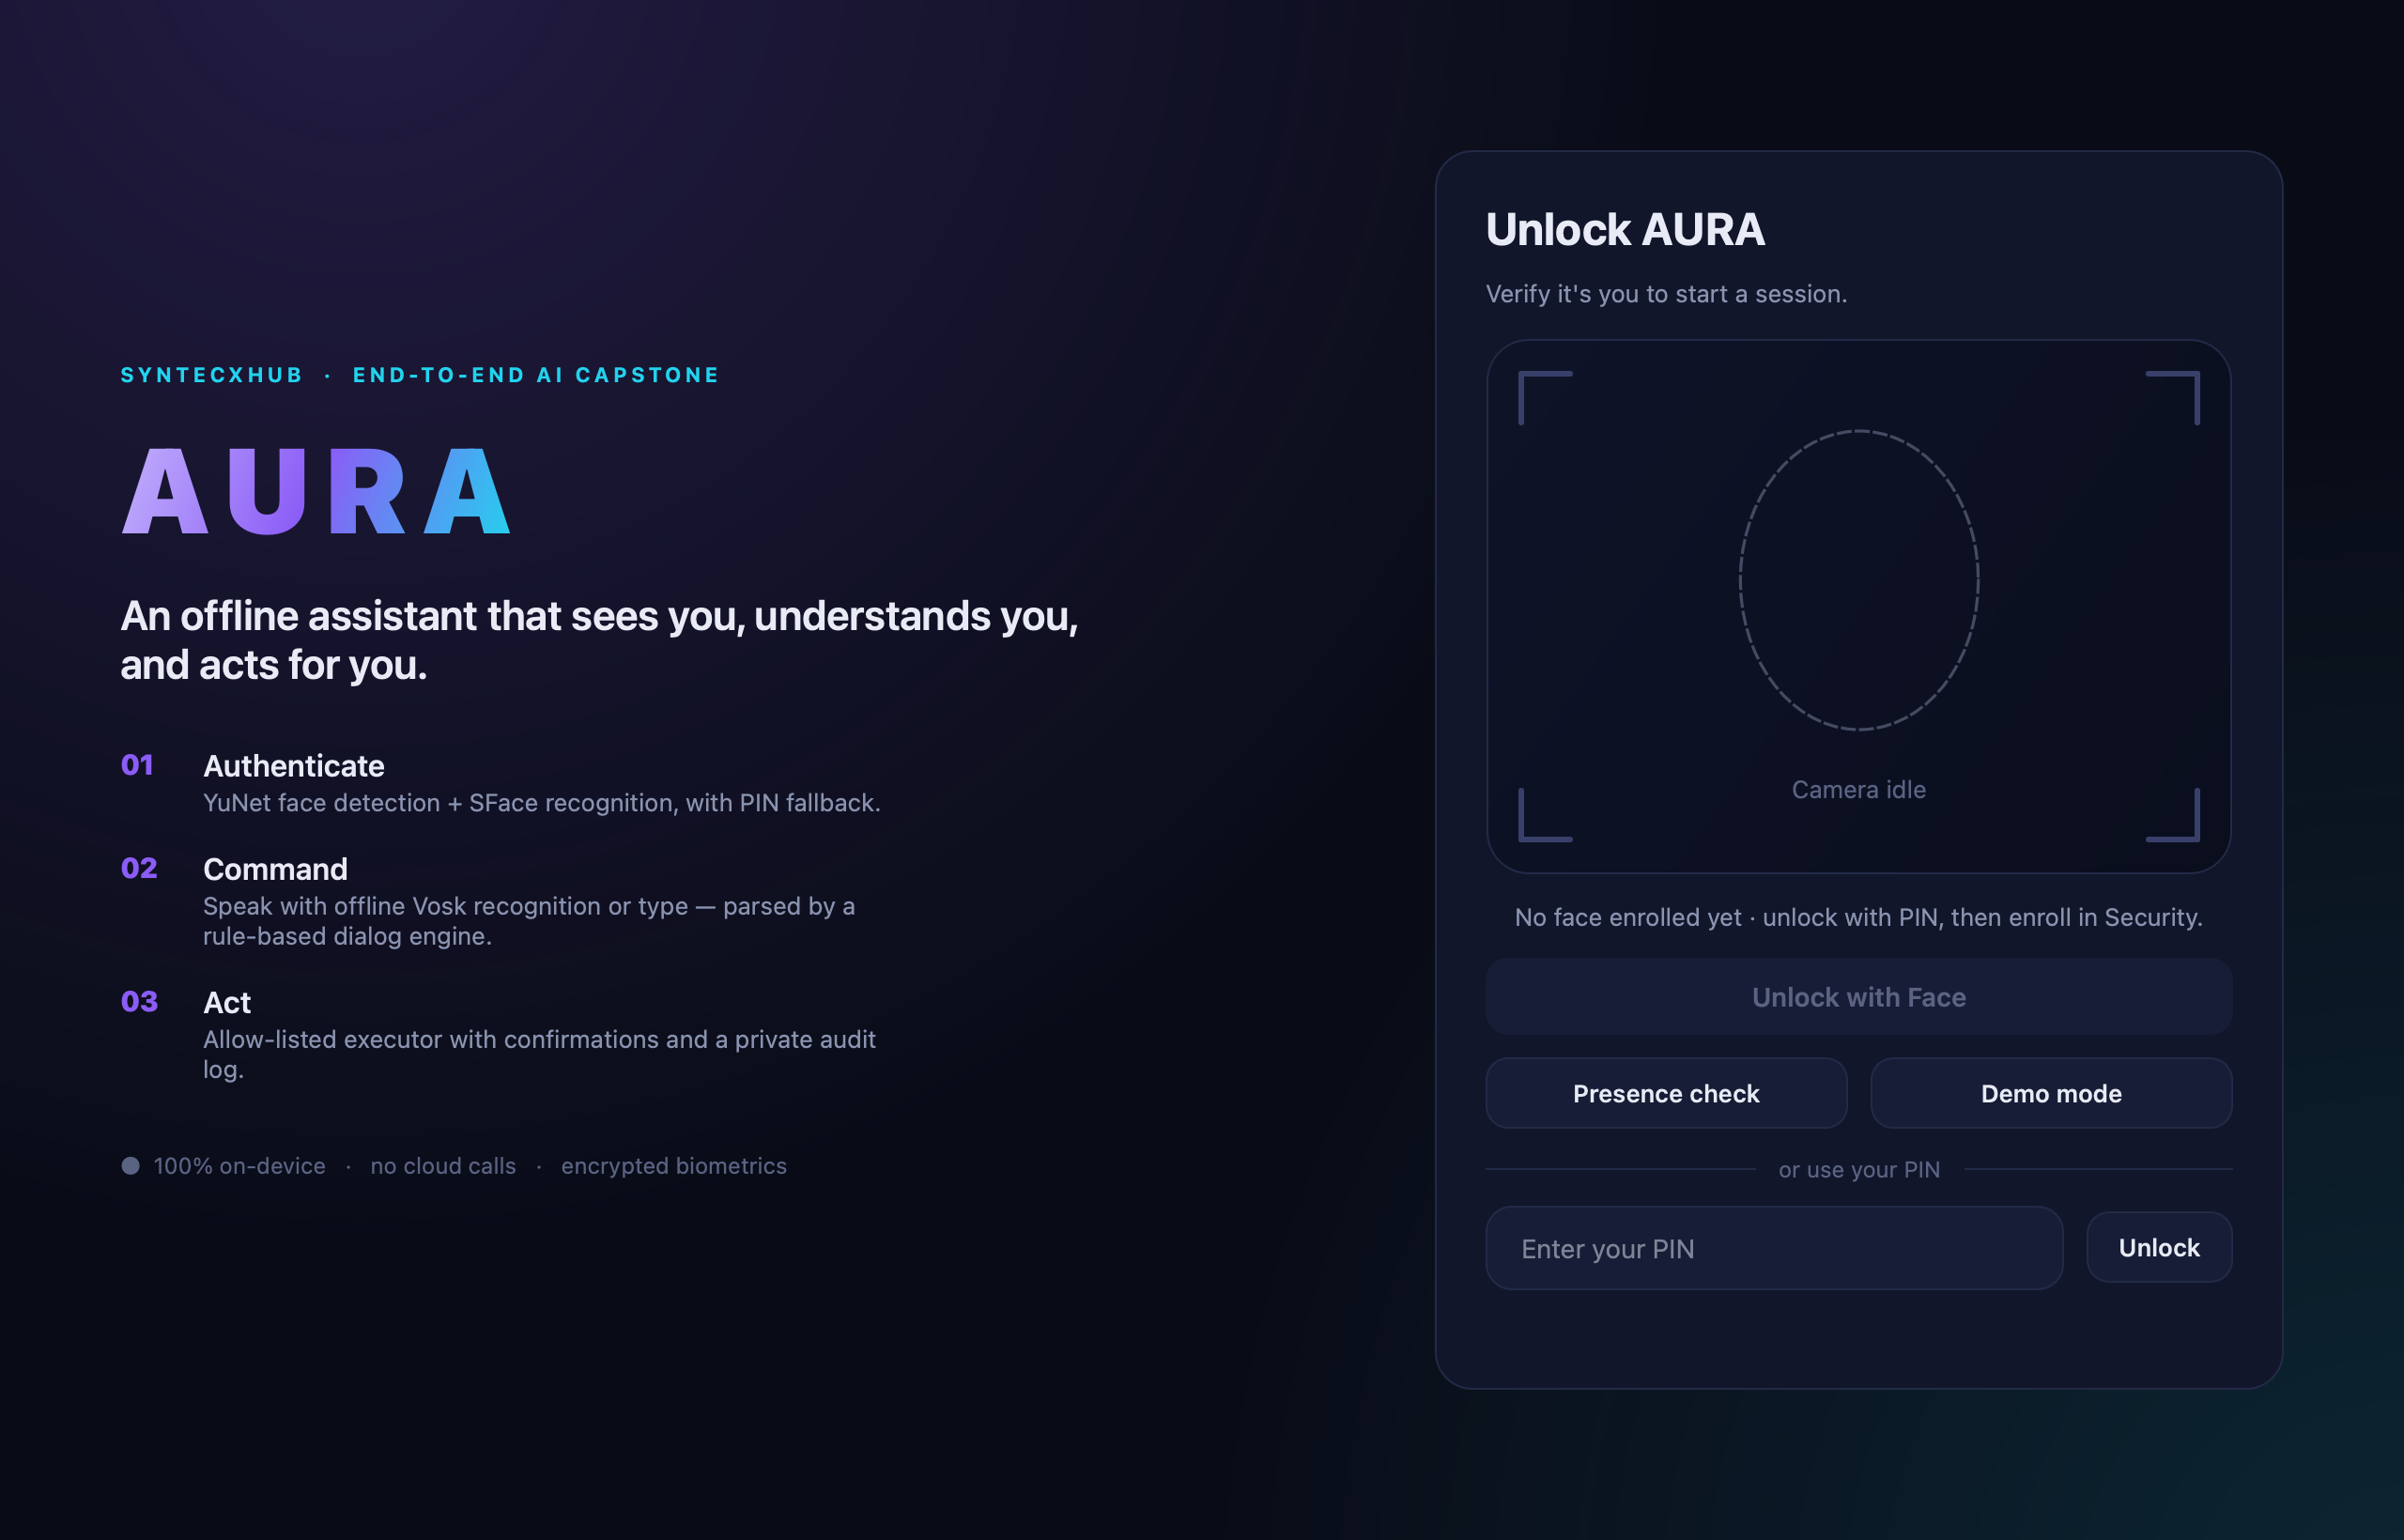 SYNTECXHUB · END-TO-END AI CAPSTONE
AURA
An offline assistant that sees you, understands you,
and acts for you.
01 Authenticate
YuNet face detection + SFace recognition, with PIN fallback.
02 Command
Speak with offline Vosk recognition or type — parsed by a
rule-based dialog engine.
03 Act
Allow-listed executor with confirmations and a private audit
log.
100% on-device · no cloud calls · encrypted biometrics
Unlock AURA
Verify it's you to start a session.
Camera idle
No face enrolled yet · unlock with PIN, then enroll in Security.
Unlock with Face
Presence check Demo mode
or use your PIN
Enter your PIN Unlock